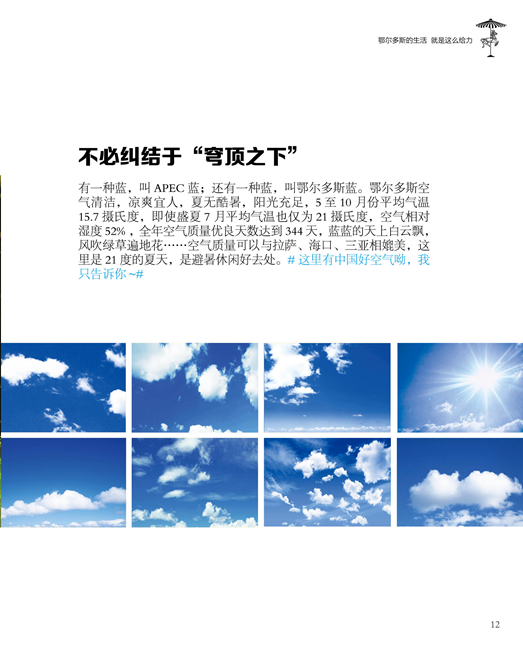 鄂尔多斯的生活 就是这么给力
不必纠结于“穹顶之下”
有一种蓝，叫 APEC 蓝；还有一种蓝，叫鄂尔多斯蓝。鄂尔多斯空
气清洁，凉爽宜人，夏无酷暑，阳光充足，5 至 10 月份平均气温
15.7 摄氏度，即使盛夏 7 月平均气温也仅为 21 摄氏度，空气相对
湿度 52%，全年空气质量优良天数达到 344 天，蓝蓝的天上白云飘，
风吹绿草遍地花……空气质量可以与拉萨、海口、三亚相媲美，这
里是 21 度的夏天，是避暑休闲好去处。# 这里有中国好空气呦，我
只告诉你 ~#
12